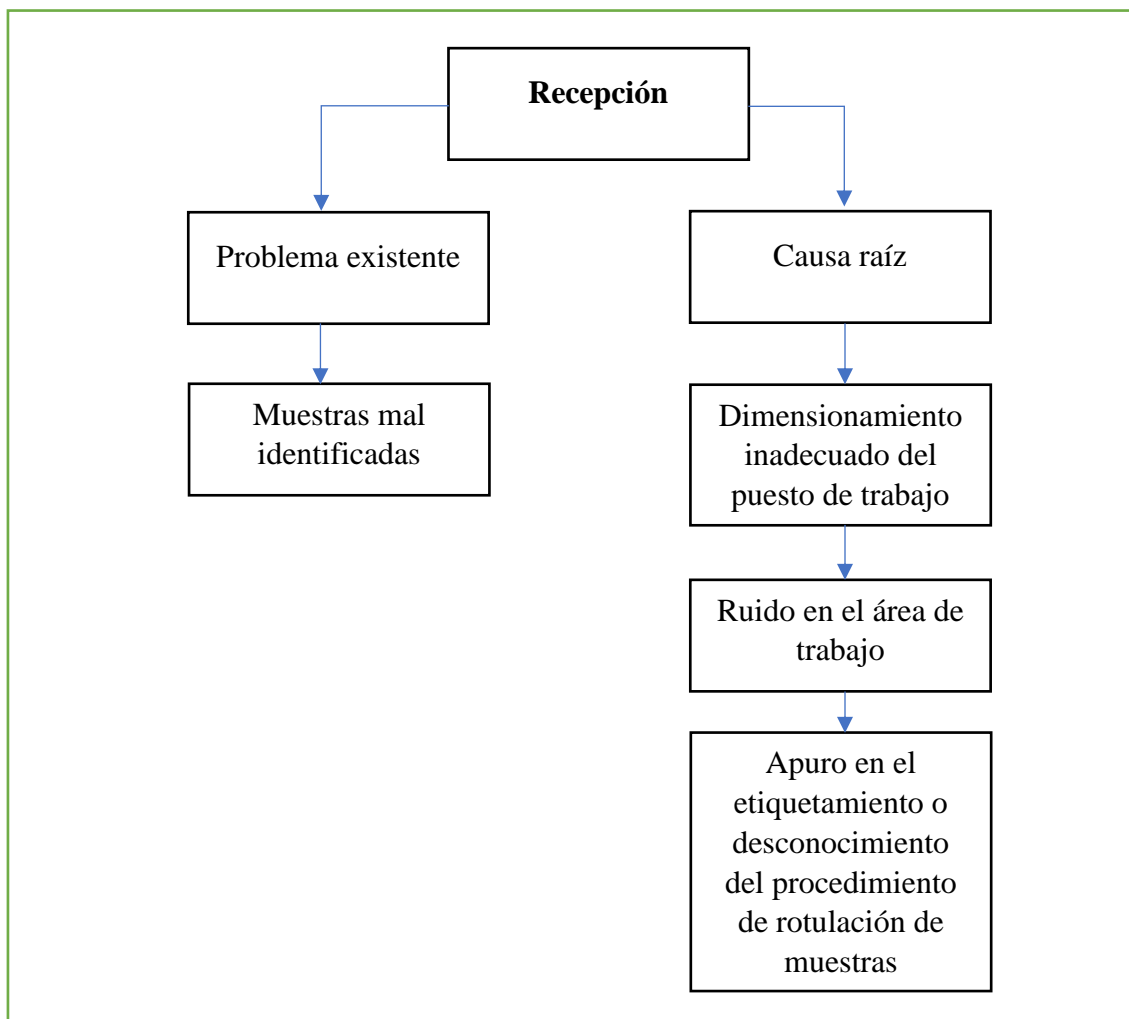 Recepción
Problema existente
Muestras mal
identificadas
Causa raíz
Dimensionamiento
inadecuado del
puesto de trabajo
Ruido en el área de
trabajo
Apuro en el
etiquetamiento o
desconocimiento
del procedimiento
de rotulación de
muestras